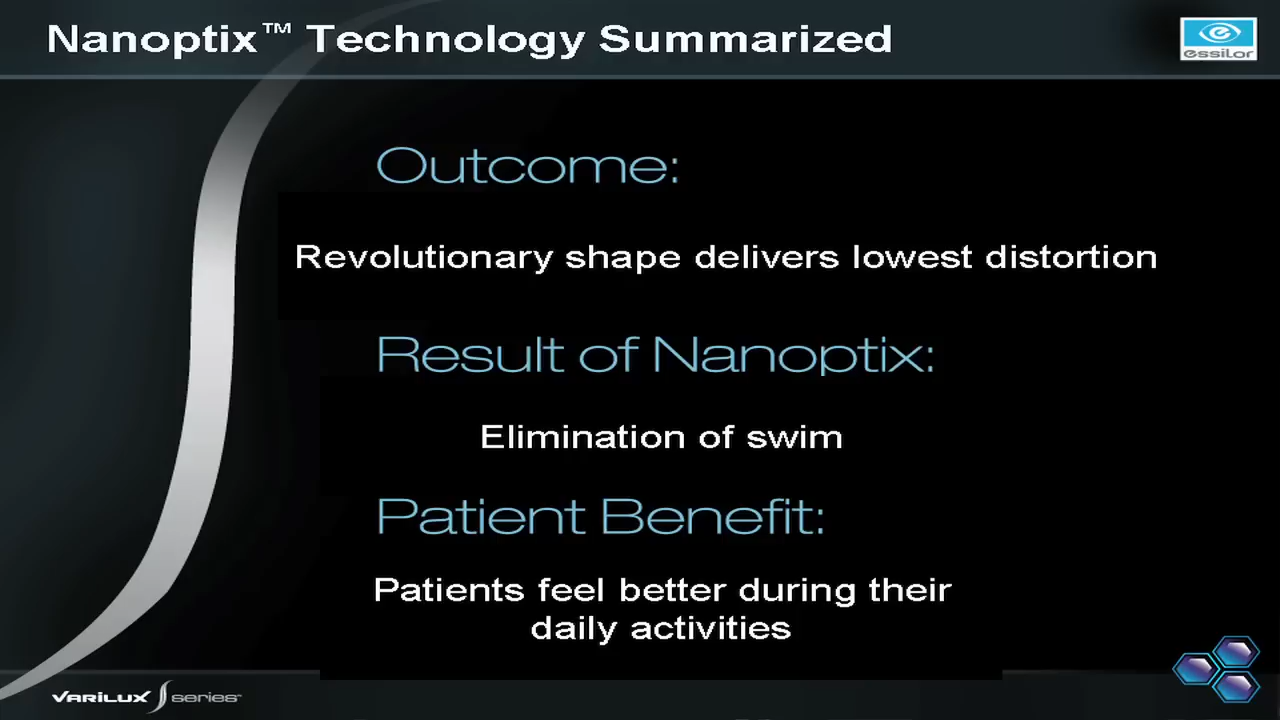 Nanoptix™ Technology Summarized
essilor
Outcome:
Revolutionary shape delivers lowest distortion
Result of Nanoptix:
Elimination of swim
Patient Benefit:
Patients feel better during their
daily activities
VARILUX S series™